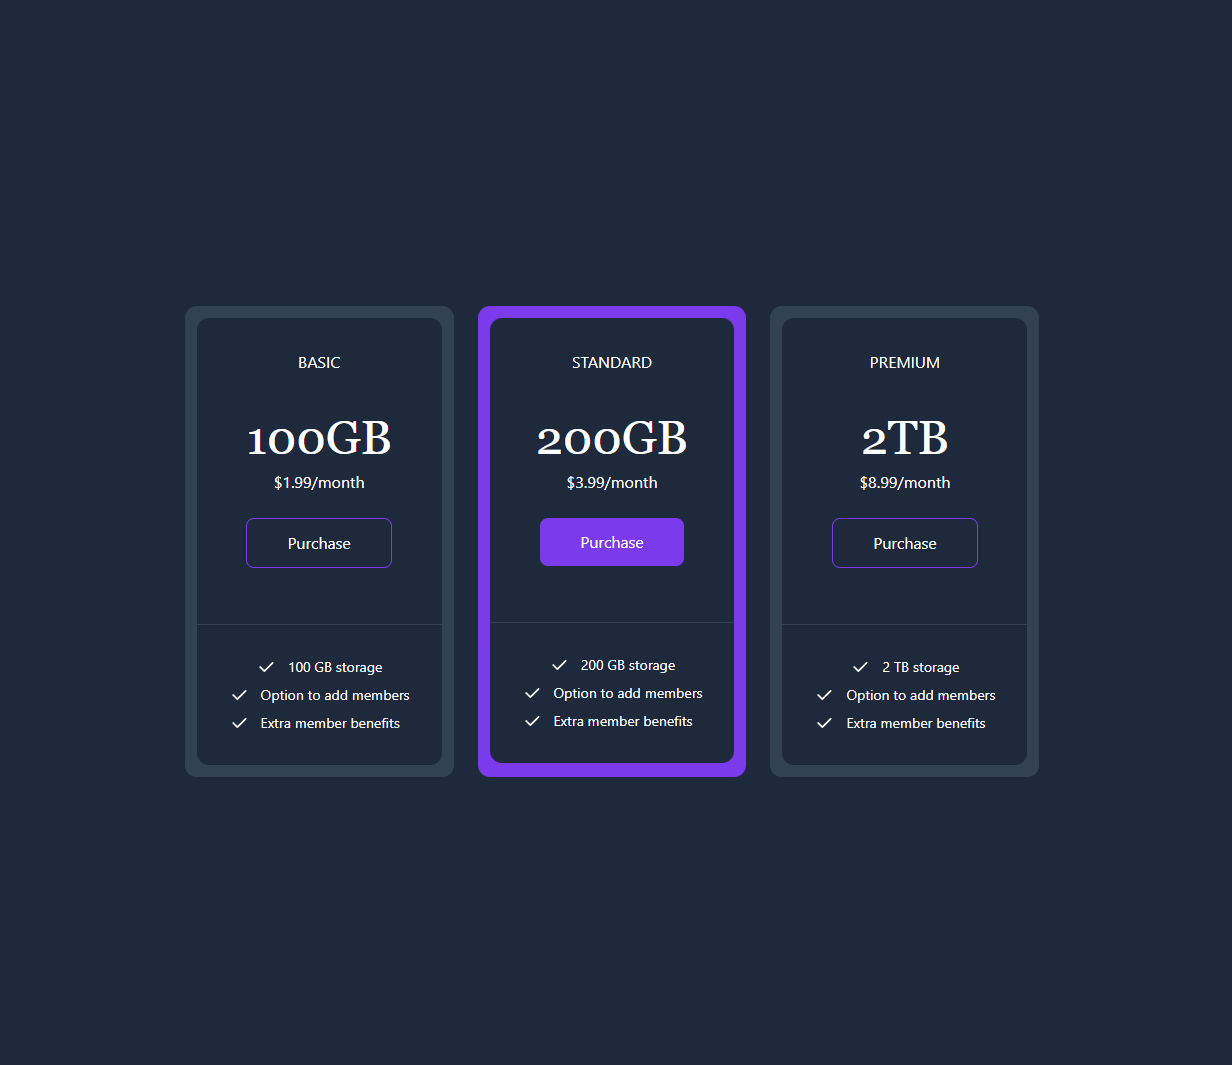 BASIC
100GB
$1.99/month
Purchase
100 GB storage
Option to add members
Extra member benefits
STANDARD
200GB
$3.99/month
Purchase
200 GB storage
Option to add members
Extra member benefits
PREMIUM
2TB
$8.99/month
Purchase
2 TB storage
Option to add members
Extra member benefits